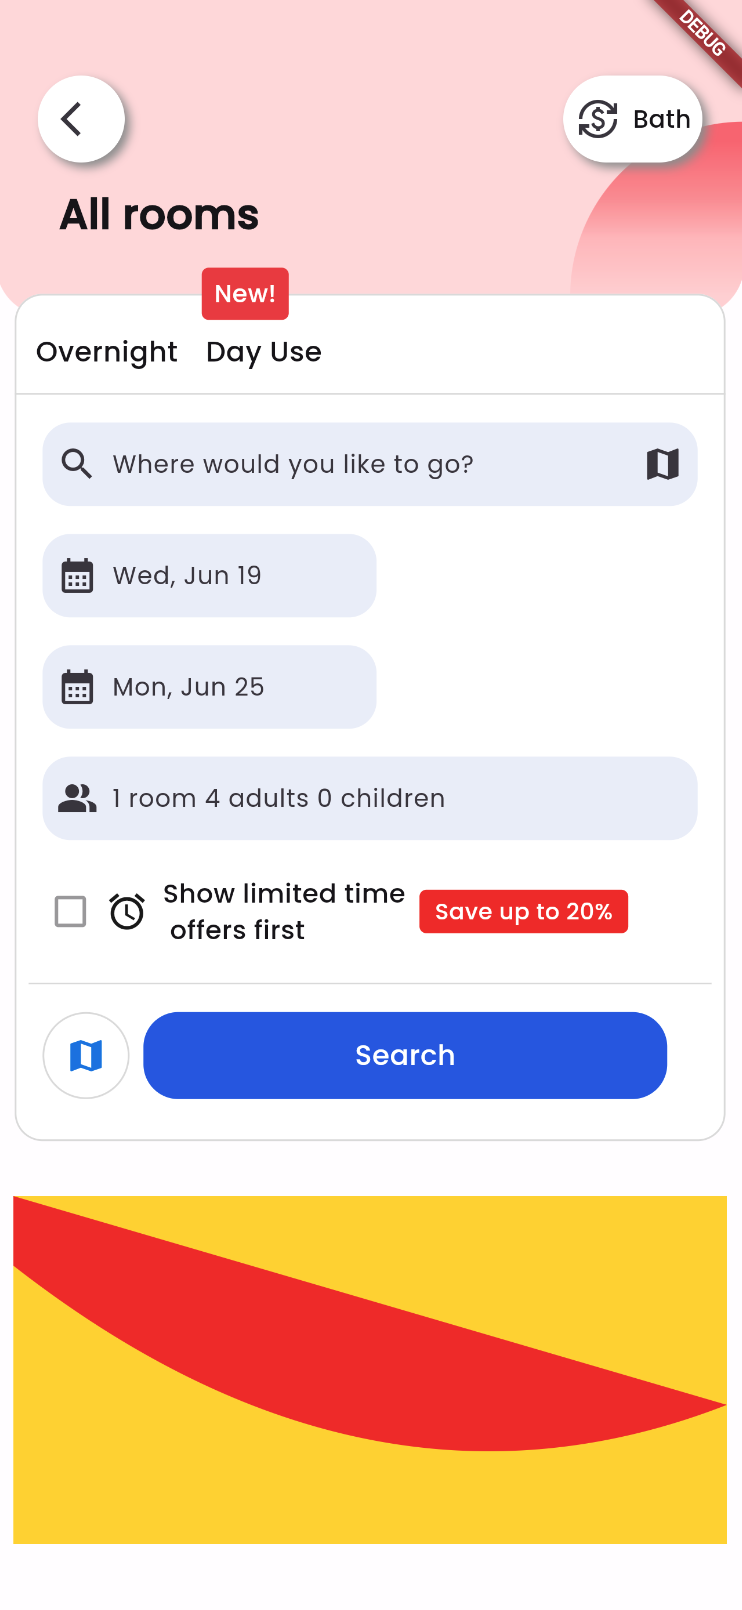 DEBUG
Bath
All rooms
New!
Overnight Day Use
Where would you like to go?
Wed, Jun 19
Mon, Jun 25
1 room 4 adults 0 children
Show limited time
offers first
Save up to 20%
Search